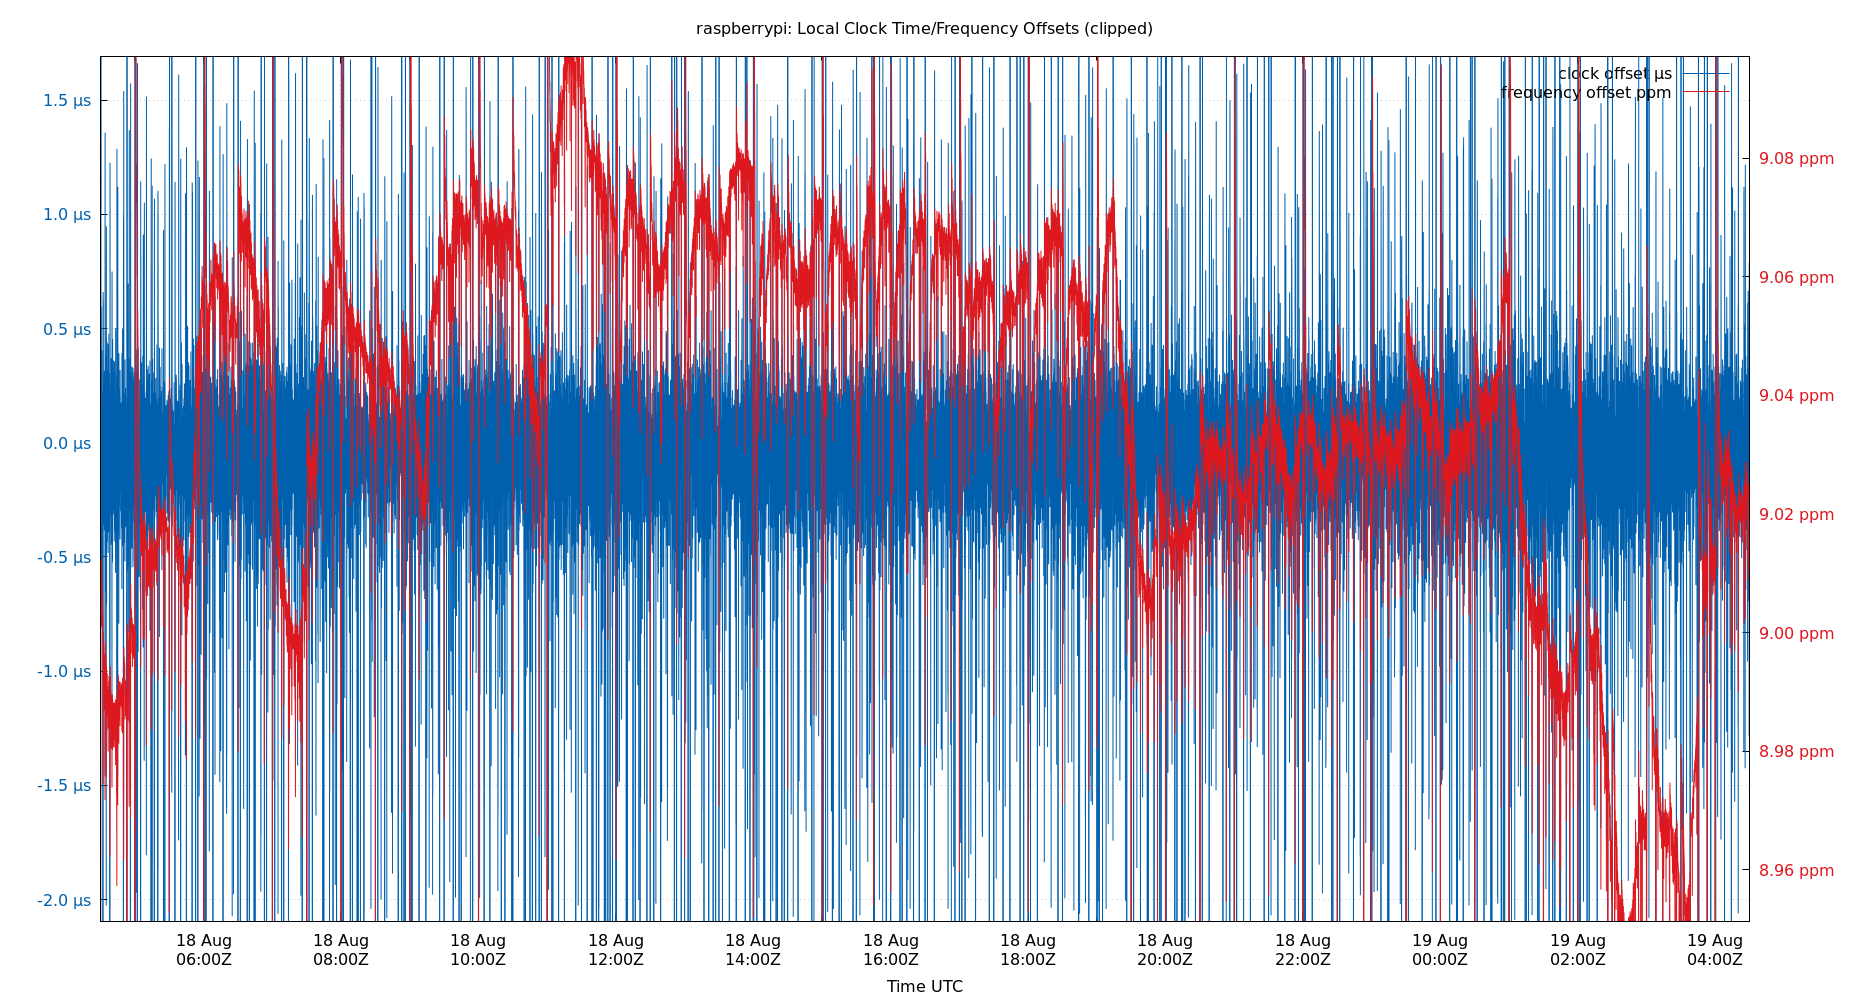 raspberrypi: Local Clock Time/Frequency Offsets (clipped)
clock offset µs
frequency offset ppm
1.5 µs
1.0 µs
0.5 µs
0.0 µs
-0.5 µs
-1.0 µs
-1.5 µs
-2.0 µs
9.08 ppm
9.06 ppm
9.04 ppm
9.02 ppm
9.00 ppm
8.98 ppm
8.96 ppm
18 Aug 18 Aug 18 Aug 18 Aug 18 Aug 18 Aug 18 Aug 18 Aug 18 Aug 19 Aug 19 Aug 19 Aug
06:00Z 08:00Z 10:00Z 12:00Z 14:00Z 16:00Z 18:00Z 20:00Z 22:00Z 00:00Z 02:00Z 04:00Z
Time UTC